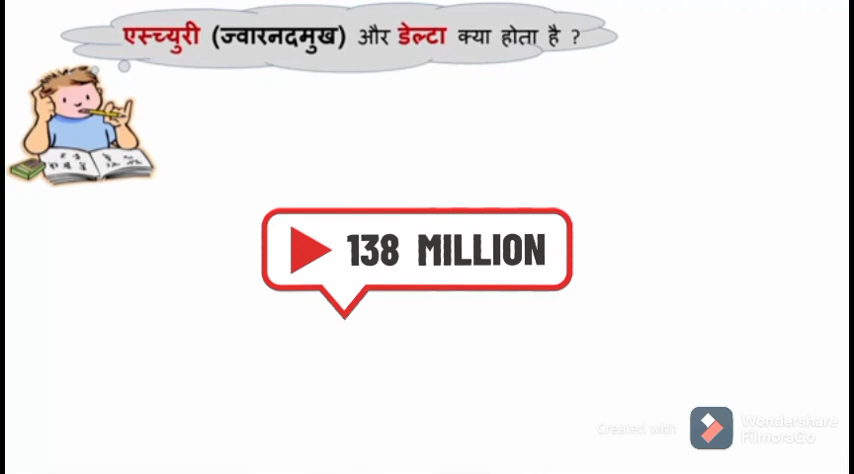 एस्च्युरी (ज्वारनदमुख) और डेल्टा क्या होता है ?
138 MILLION
Created with
Wondershare
FilmoraGo